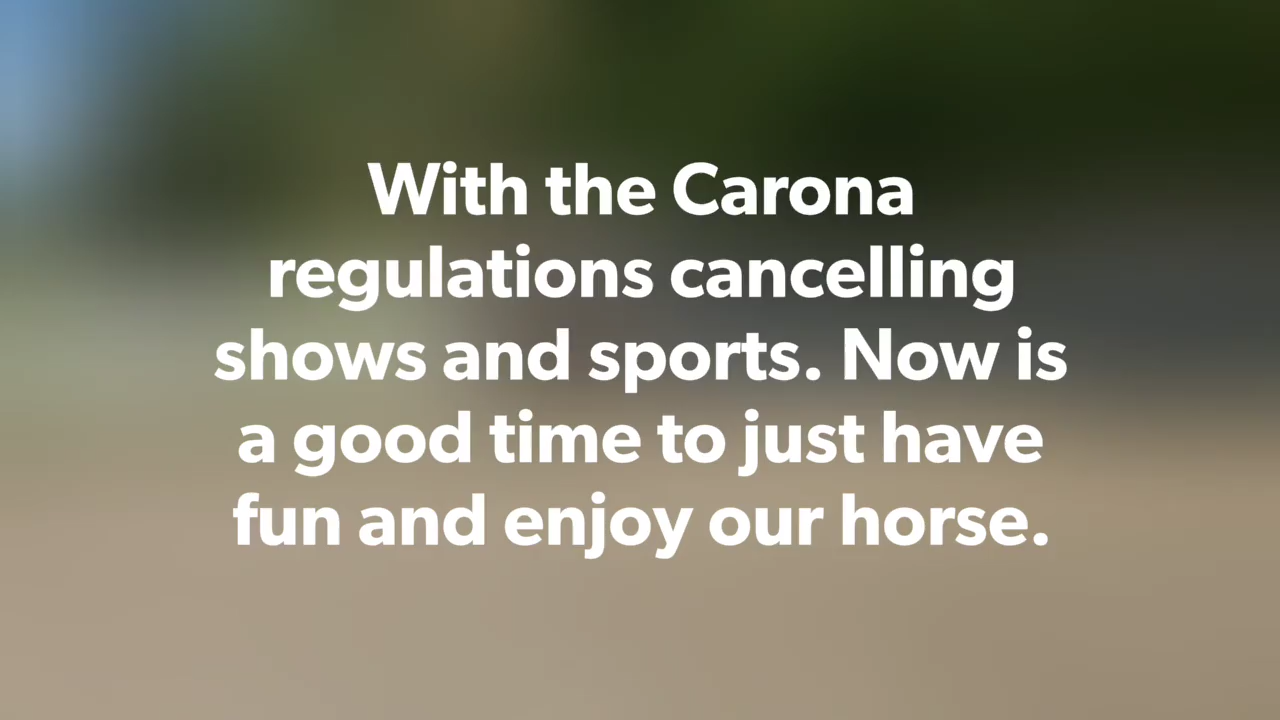 With the Carona
regulations cancelling
shows and sports. Now is
a good time to just have
fun and enjoy our horse.